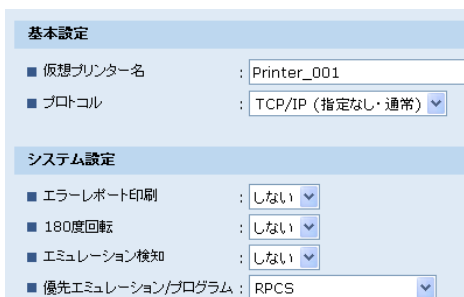 基本設定
■ 仮想プリンター名 : Printer_001
■ プロトコル : TCP/IP (指定なし・通常)
システム設定
■ エラーレポート印刷 : しない
■ 180度回転 : しない
■ エミュレーション検知 : しない
■ 優先エミュレーション/プログラム : RPCS